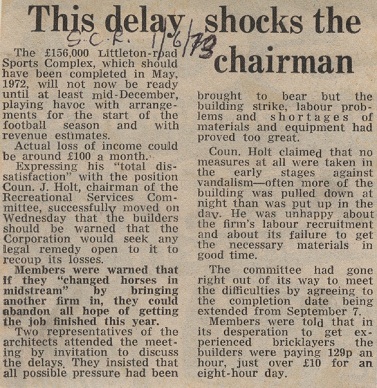 This delay shocks the
chairman
S.C.R. 1/6/73
The £156,000 Littleton-road
Sports Complex, which should
have been completed in May,
1972, will not now be ready
until at least mid-December,
playing havoc with arrange-
ments for the start of the
football season and with
revenue estimates.
Actual loss of income could
be around £100 a month.
Expressing his "total dis-
satisfaction" with the position
Coun. J. Holt, chairman of the
Recreational Services Com-
mittee, successfully moved on
Wednesday that the builders
should be warned that the
Corporation would seek any
legal remedy open to it to
recoup its losses.
Members were warned that
if they "changed horses in
midstream" by bringing
another firm in, they could
abandon all hope of getting
the job finished this year.
Two representatives of the
architects attended the meet-
ing by invitation to discuss
the delays. They insisted that
all possible pressure had been
brought to bear but the
building strike, labour prob-
lems and shortages of
materials and equipment had
proved too great.
Coun. Holt claimed that no
measures at all were taken in
the early stages against
vandalism—often more of the
building was pulled down at
night than was put up in the
day. He was unhappy about
the firm's labour recruitment
and about its failure to get
the necessary materials in
good time.
The committee had gone
right out of its way to meet
the difficulties by agreeing to
the completion date being
extended from September 7.
Members were told that in
its desperation to get ex-
perienced bricklayers the
builders were paying 129p an
hour, just over £10 for an
eight-hour day.